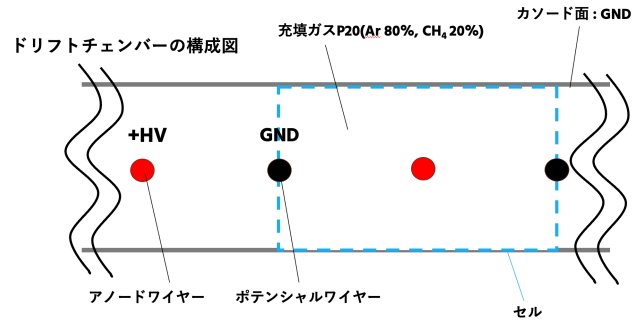 カソード面 : GND
充填ガスP20(Ar 80%, CH₄ 20%)
ドリフトチェンバーの構成図
+HV
GND
アノードワイヤー
ポテンシャルワイヤー
セル